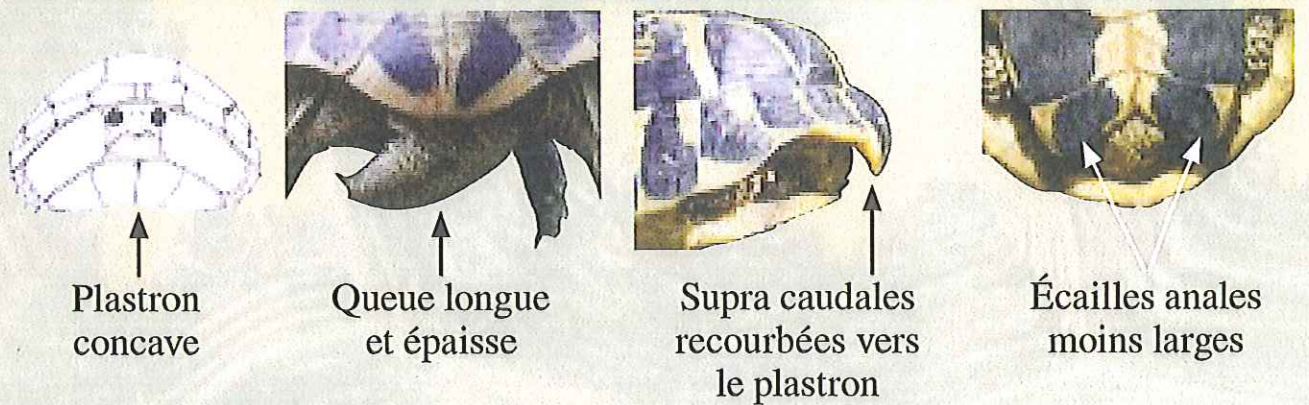 Plastron
concave
Queue longue
et épaisse
Supra caudales
recourbées vers
le plastron
Écailles anales
moins larges